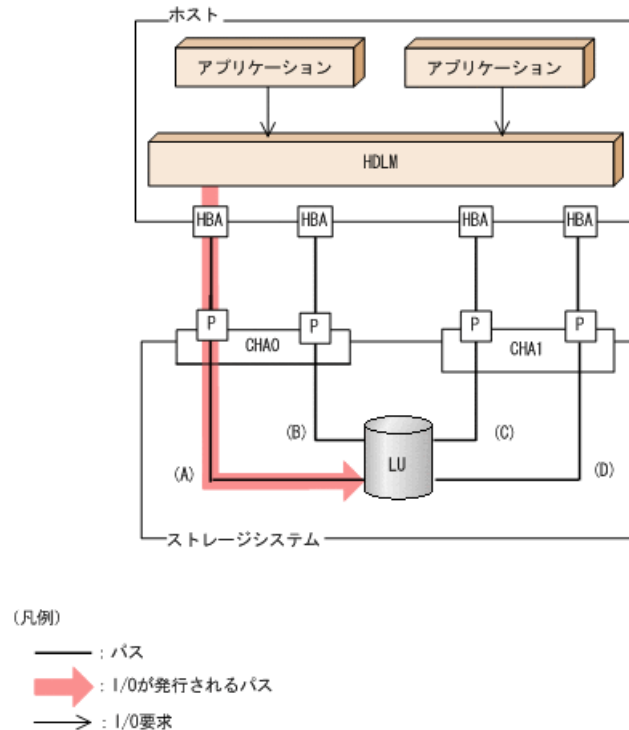 ホスト
アプリケーション
アプリケーション
HDLM
HBA
HBA
HBA
HBA
P
P
P
P
CHA0
CHA1
(B)
(C)
(A)
LU
(D)
ストレージシステム
(凡例)
: パス
: I/Oが発行されるパス
: I/O要求